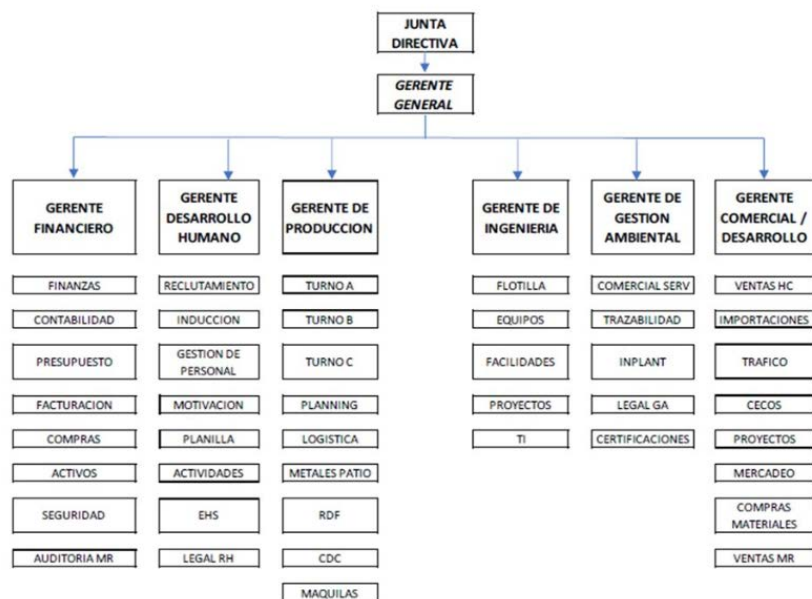 JUNTA
DIRECTIVA
GERENTE
GENERAL
GERENTE
FINANCIERO
FINANZAS
CONTABILIDAD
PRESUPUESTO
FACTURACION
COMPRAS
ACTIVOS
SEGURIDAD
AUDITORIA MR
GERENTE
DESARROLLO
HUMANO
RECLUTAMIENTO
INDUCCION
GESTION DE
PERSONAL
MOTIVACION
PLANILLA
ACTIVIDADES
EHS
LEGAL RH
GERENTE DE
PRODUCCION
TURNO A
TURNO B
TURNO C
PLANNING
LOGISTICA
METALES PATIO
RDF
CDC
MAQUILAS
GERENTE DE
INGENIERIA
FLOTILLA
EQUIPOS
FACILIDADES
PROYECTOS
TI
GERENTE DE
GESTION
AMBIENTAL
COMERCIAL SERV
TRAZABILIDAD
INPLANT
LEGAL GA
CERTIFICACIONES
GERENTE
COMERCIAL /
DESARROLLO
VENTAS HC
IMPORTACIONES
TRAFICO
CECOS
PROYECTOS
MERCADEO
COMPRAS
MATERIALES
VENTAS MR